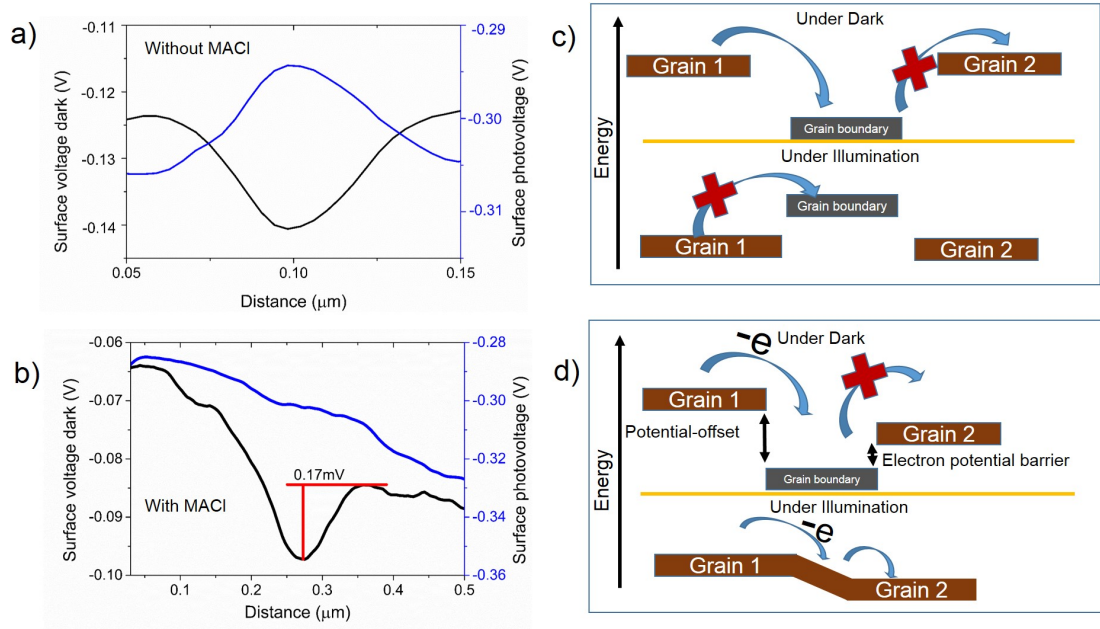 a)
Without MACl
-0.11
-0.12
-0.13
-0.14
Surface voltage dark (V)
-0.29
-0.30
-0.31
Surface photovoltage (V)
0.05
0.10
0.15
Distance (μm)
b)
With MACl
0.17mV
-0.06
-0.07
-0.08
-0.09
-0.10
Surface voltage dark (V)
-0.28
-0.30
-0.32
-0.34
-0.36
Surface photovoltage (V)
0.1
0.2
0.3
0.4
0.5
Distance (μm)
c)
Energy
Under Dark
Grain 1
Grain 2
Grain boundary
Under Illumination
Grain boundary
Grain 1
Grain 2
d)
Energy
-e
Under Dark
Grain 1
Potential-offset
Grain 2
Electron potential barrier
Grain boundary
Under Illumination
-e
Grain 1
Grain 2